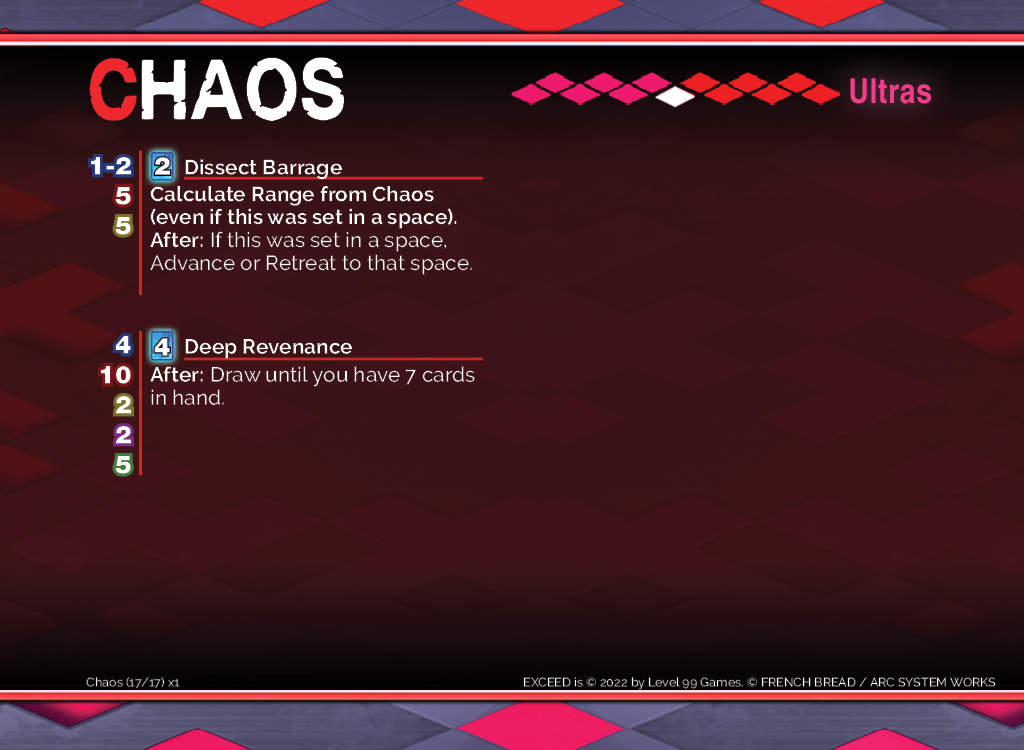 CHAOS
Ultras
1-2
2 Dissect Barrage
5
Calculate Range from Chaos
5
(even if this was set in a space).
After: If this was set in a space,
Advance or Retreat to that space.
4
4 Deep Revenance
10
After: Draw until you have 7 cards
2
in hand.
2
5
Chaos (17/17) x1
EXCEED is © 2022 by Level 99 Games. © FRENCH BREAD / ARC SYSTEM WORKS